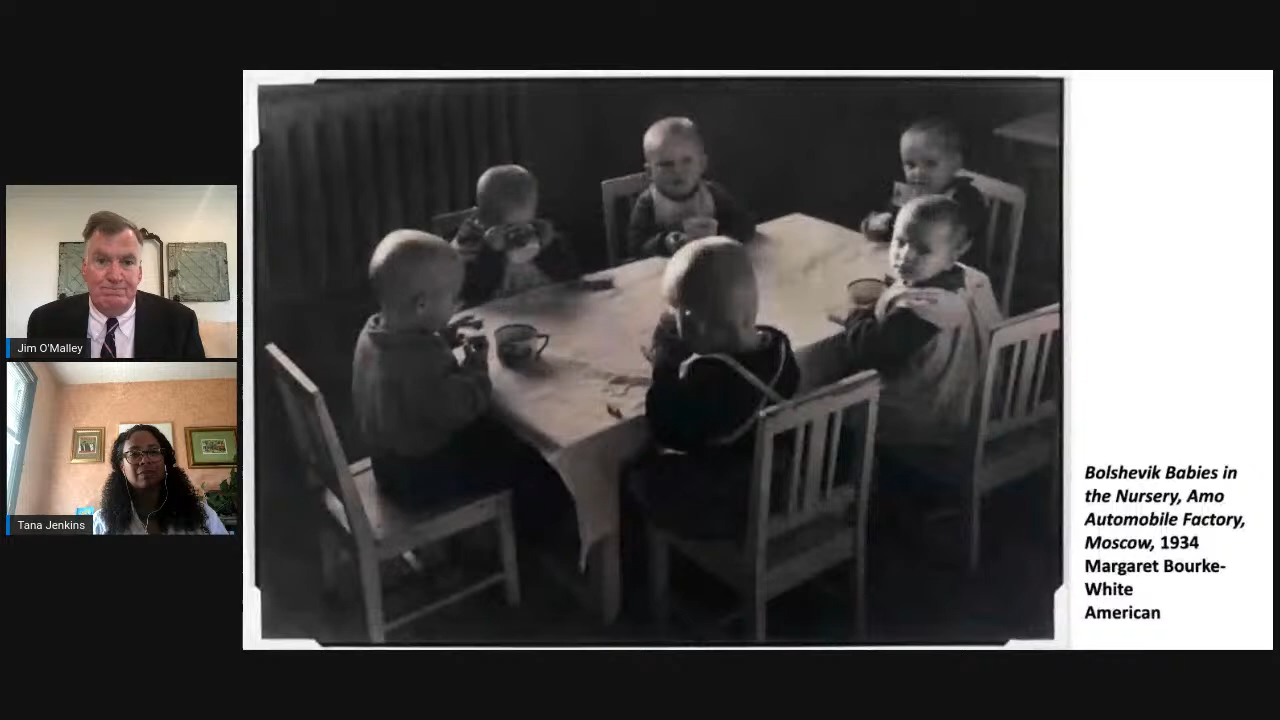 Jim O'Malley
Tana Jenkins
Bolshevik Babies in
the Nursery, Amo
Automobile Factory,
Moscow, 1934
Margaret Bourke-
White
American